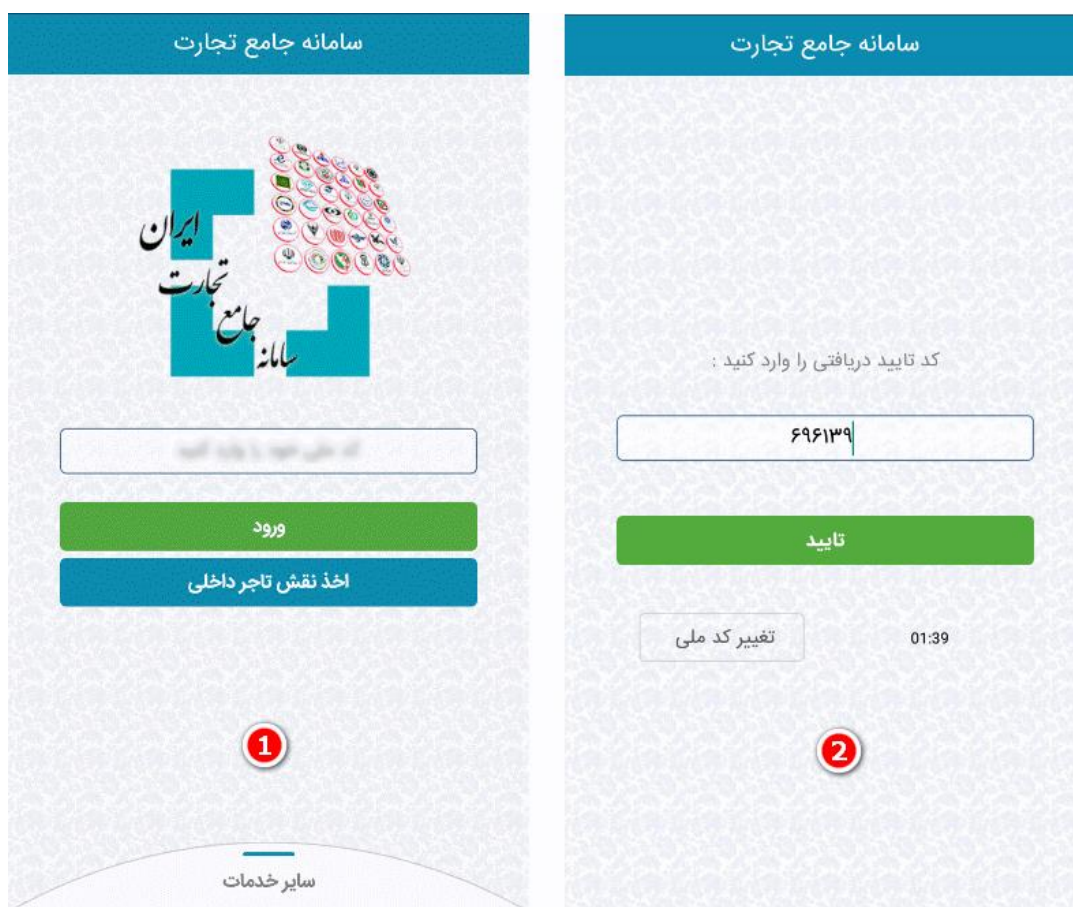 سامانه جامع تجارت
ایران
تجارت
جامع
سامانه
ورود
اخذ نقش تاجر داخلی
1
سایر خدمات
سامانه جامع تجارت
کد تایید دریافتی را وارد کنید :
۶۹۶۱۳۹
تایید
تغییر کد ملی
01:39
2